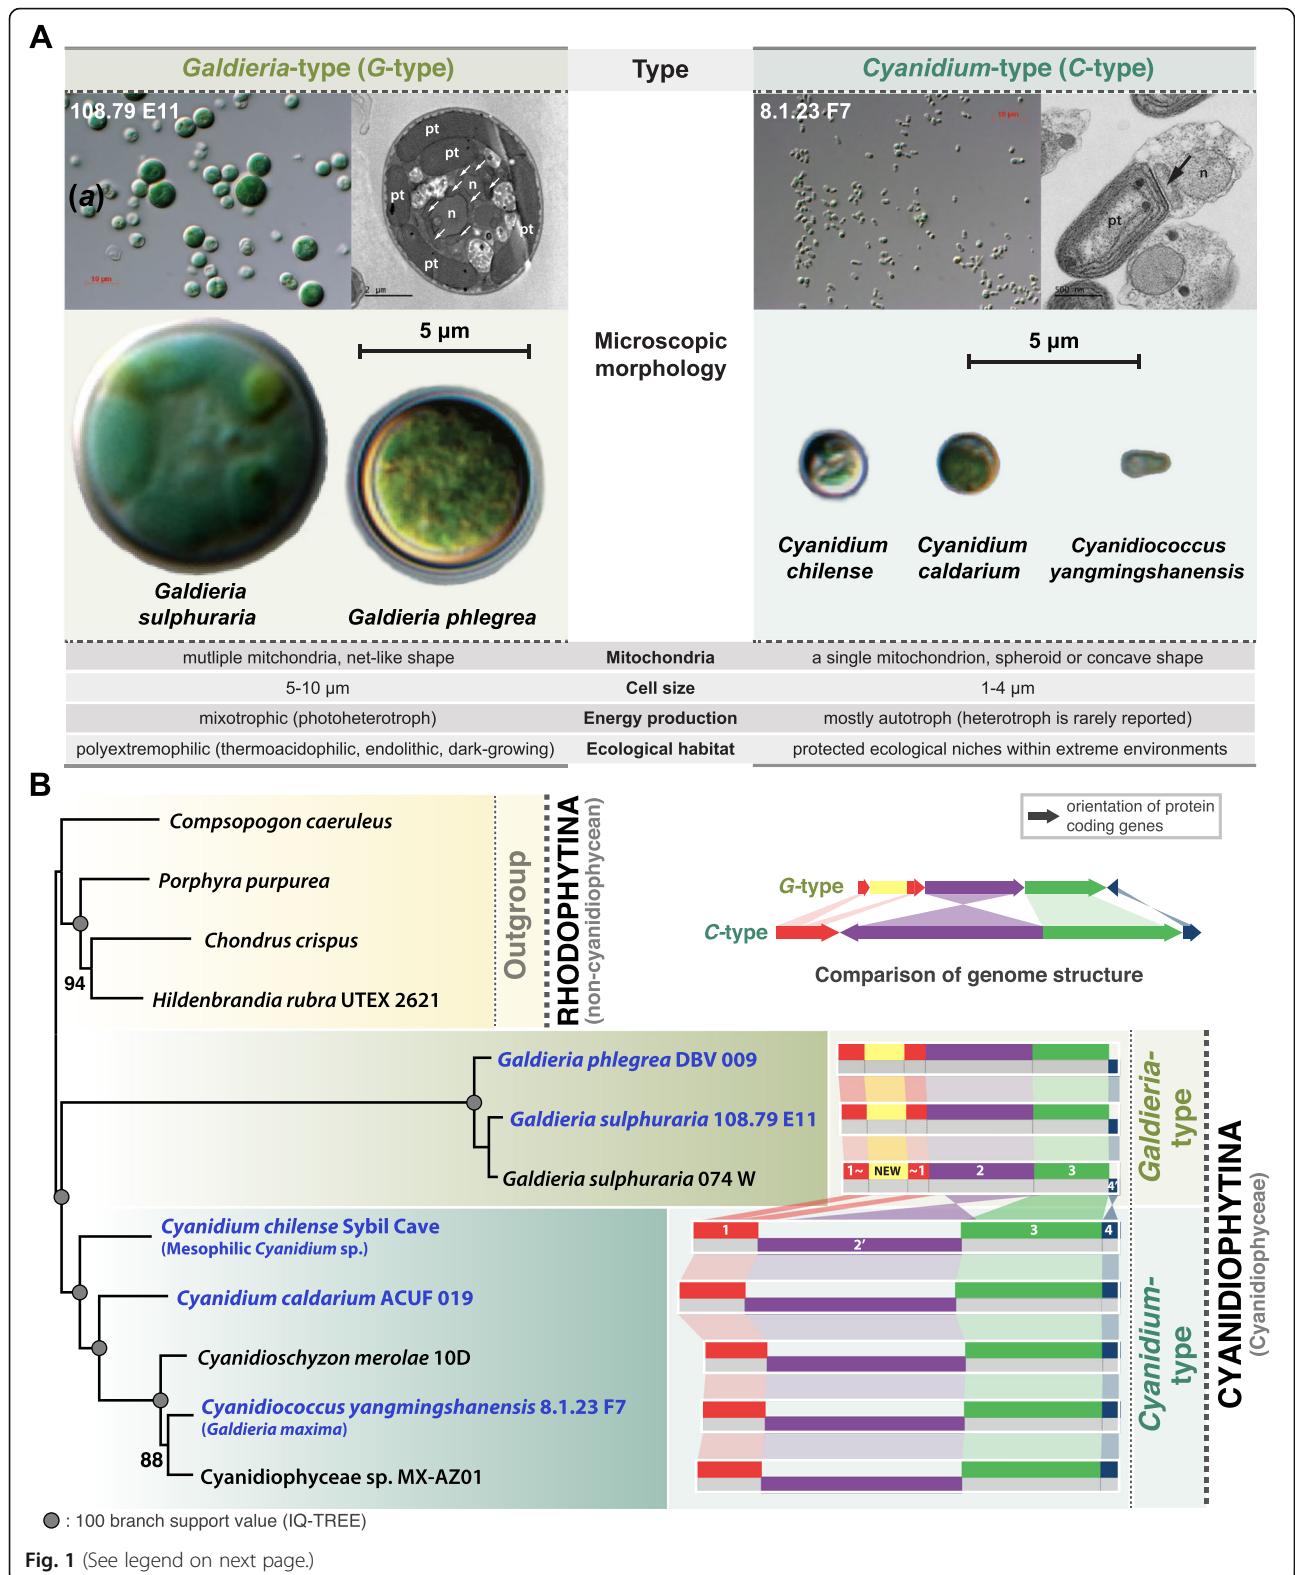 A
Galdieria-type (G-type)
Type
Cyanidium-type (C-type)
108.79 E11
(a)
10 µm
pt
pt
n
pt
n
pt
pt
2 µm
8.1.23 F7
10 µm
n
pt
500 nm
5 µm
Microscopic
morphology
5 µm
Galdieria
sulphuraria
Galdieria phlegrea
Cyanidium
chilense
Cyanidium
caldarium
Cyanidiococcus
yangmingshanensis
mutliple mitchondria, net-like shape
Mitochondria
a single mitochondrion, spheroid or concave shape
5-10 µm
Cell size
1-4 µm
mixotrophic (photoheterotroph)
Energy production
mostly autotroph (heterotroph is rarely reported)
polyextremophilic (thermoacidophilic, endolithic, dark-growing)
Ecological habitat
protected ecological niches within extreme environments
B
Compsopogon caeruleus
Porphyra purpurea
Chondrus crispus
94
Hildenbrandia rubra UTEX 2621
Outgroup
RHODOPHYTINA
(non-cyanidiophycean)
orientation of protein
coding genes
G-type
C-type
Comparison of genome structure
Galdieria phlegrea DBV 009
Galdieria sulphuraria 108.79 E11
Galdieria sulphuraria 074 W
1~
NEW
~1
2
3
4'
Galdieria-
type
Cyanidium chilense Sybil Cave
(Mesophilic Cyanidium sp.)
1
2′
3
4
Cyanidium caldarium ACUF 019
Cyanidioschyzon merolae 10D
Cyanidiococcus yangmingshanensis 8.1.23 F7
(Galdieria maxima)
88
Cyanidiophyceae sp. MX-AZ01
Cyanidium-
type
CYANIDIOPHYTINA
(Cyanidiophyceae)
: 100 branch support value (IQ-TREE)
Fig. 1 (See legend on next page.)